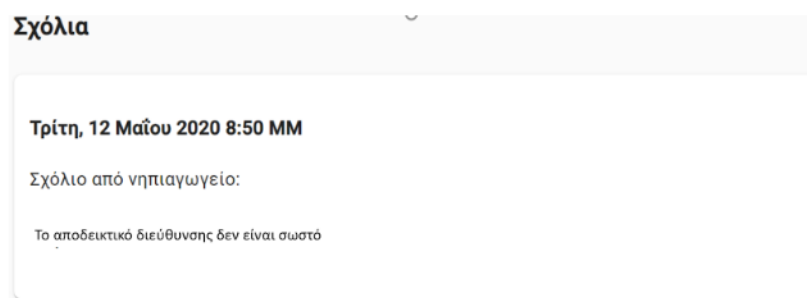 Σχόλια
Τρίτη, 12 Μαΐου 2020 8:50 ΜΜ
Σχόλιο από νηπιαγωγείο:
Το αποδεικτικό διεύθυνσης δεν είναι σωστό